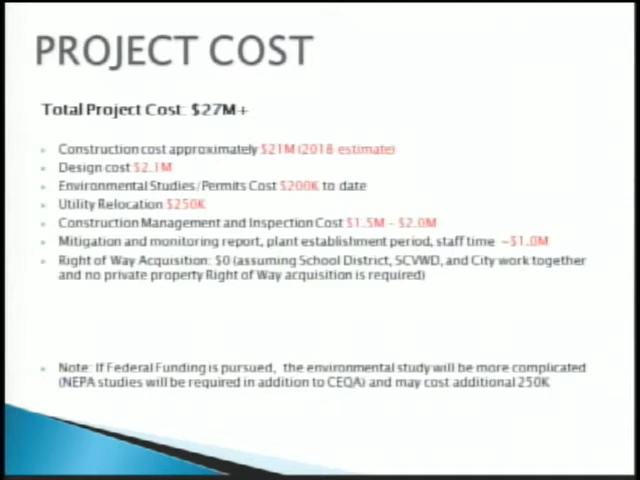 PROJECT COST
Total Project Cost: $27M+
Construction cost approximately $21M (2018 estimate)
Design cost $2.1M
Environmental Studies/Permits Cost $200K to date
Utility Relocation $250K
Construction Management and Inspection Cost $1.5M - $2.0M
Mitigation and monitoring report, plant establishment period, staff time ~$1.0M
Right of Way Acquisition: $0 (assuming School District, SCVWD, and City work together
and no private property Right of Way acquisition is required)
Note: If Federal Funding is pursued, the environmental study will be more complicated
(NEPA studies will be required in addition to CEQA) and may cost additional 250K